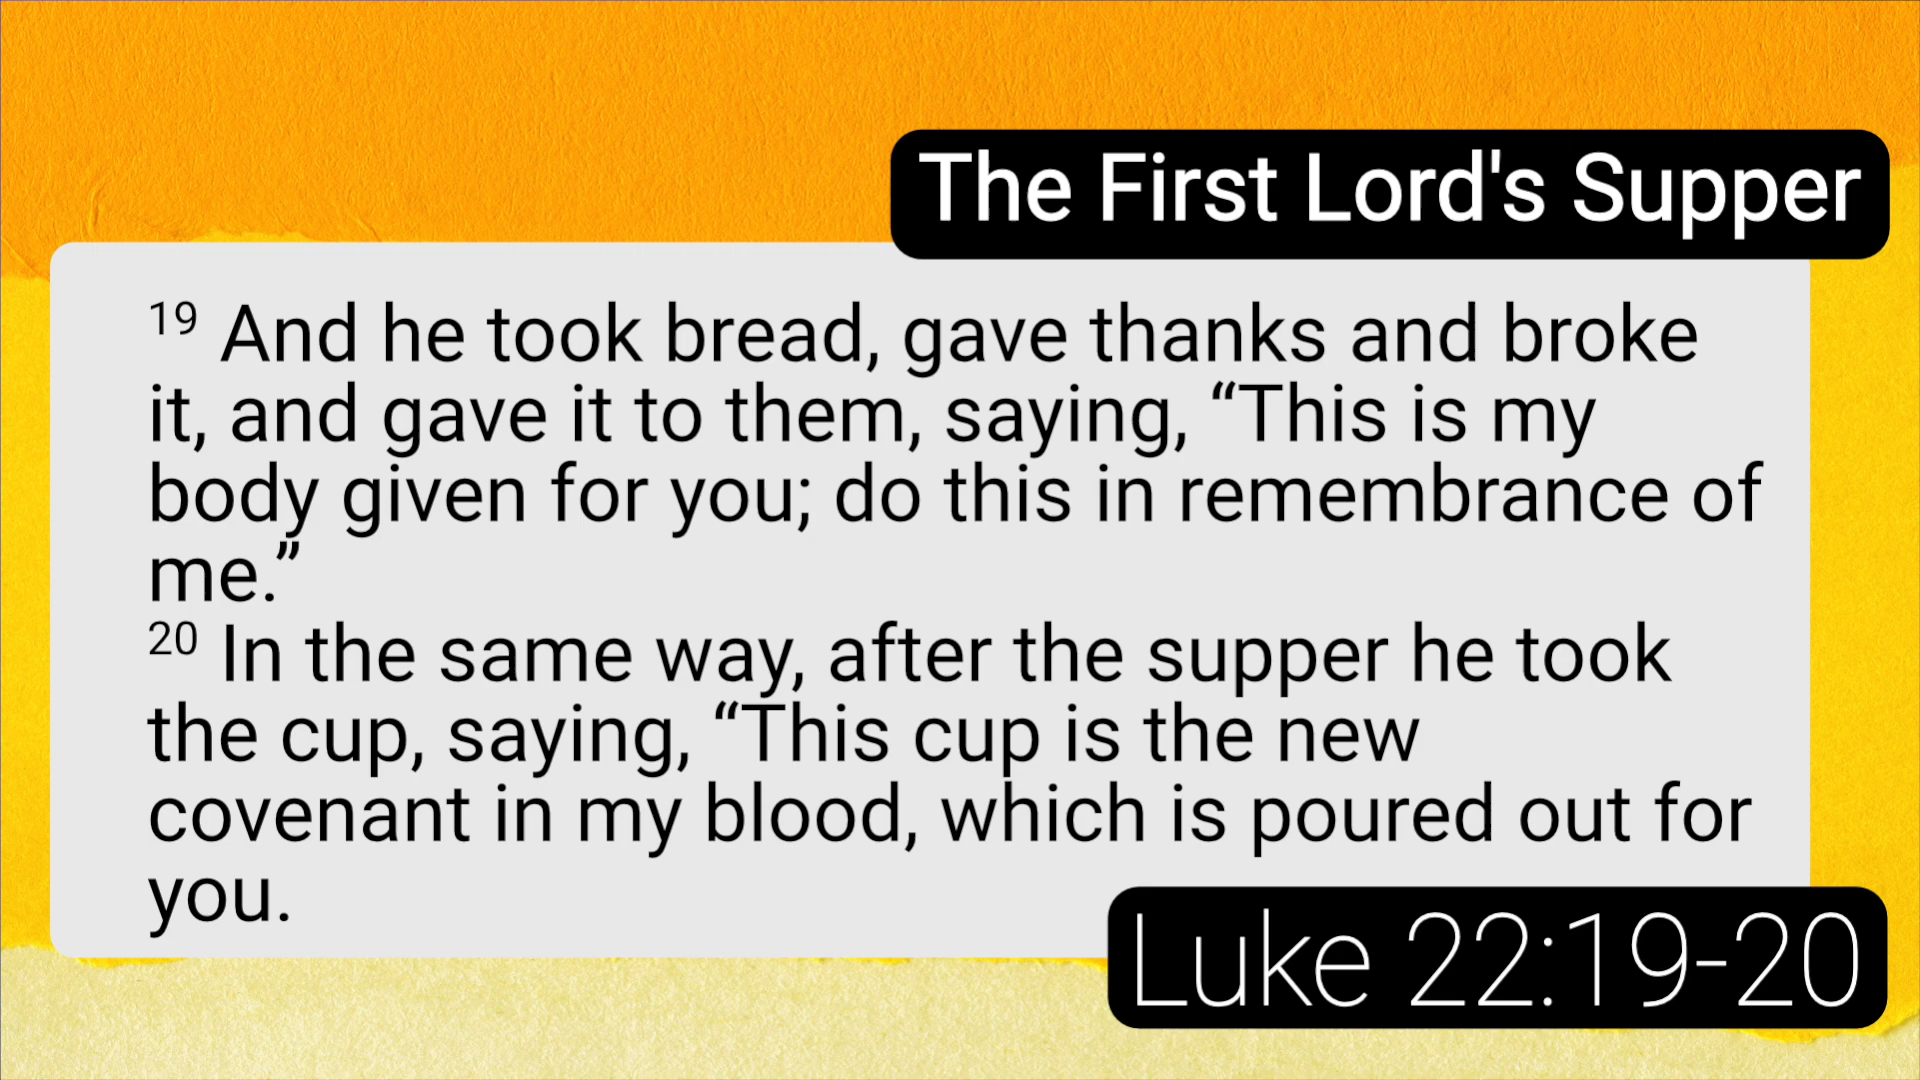 The First Lord's Supper
19 And he took bread, gave thanks and broke
it, and gave it to them, saying, “This is my
body given for you; do this in remembrance of
me.”
20 In the same way, after the supper he took
the cup, saying, “This cup is the new
covenant in my blood, which is poured out for
you.
Luke 22:19-20